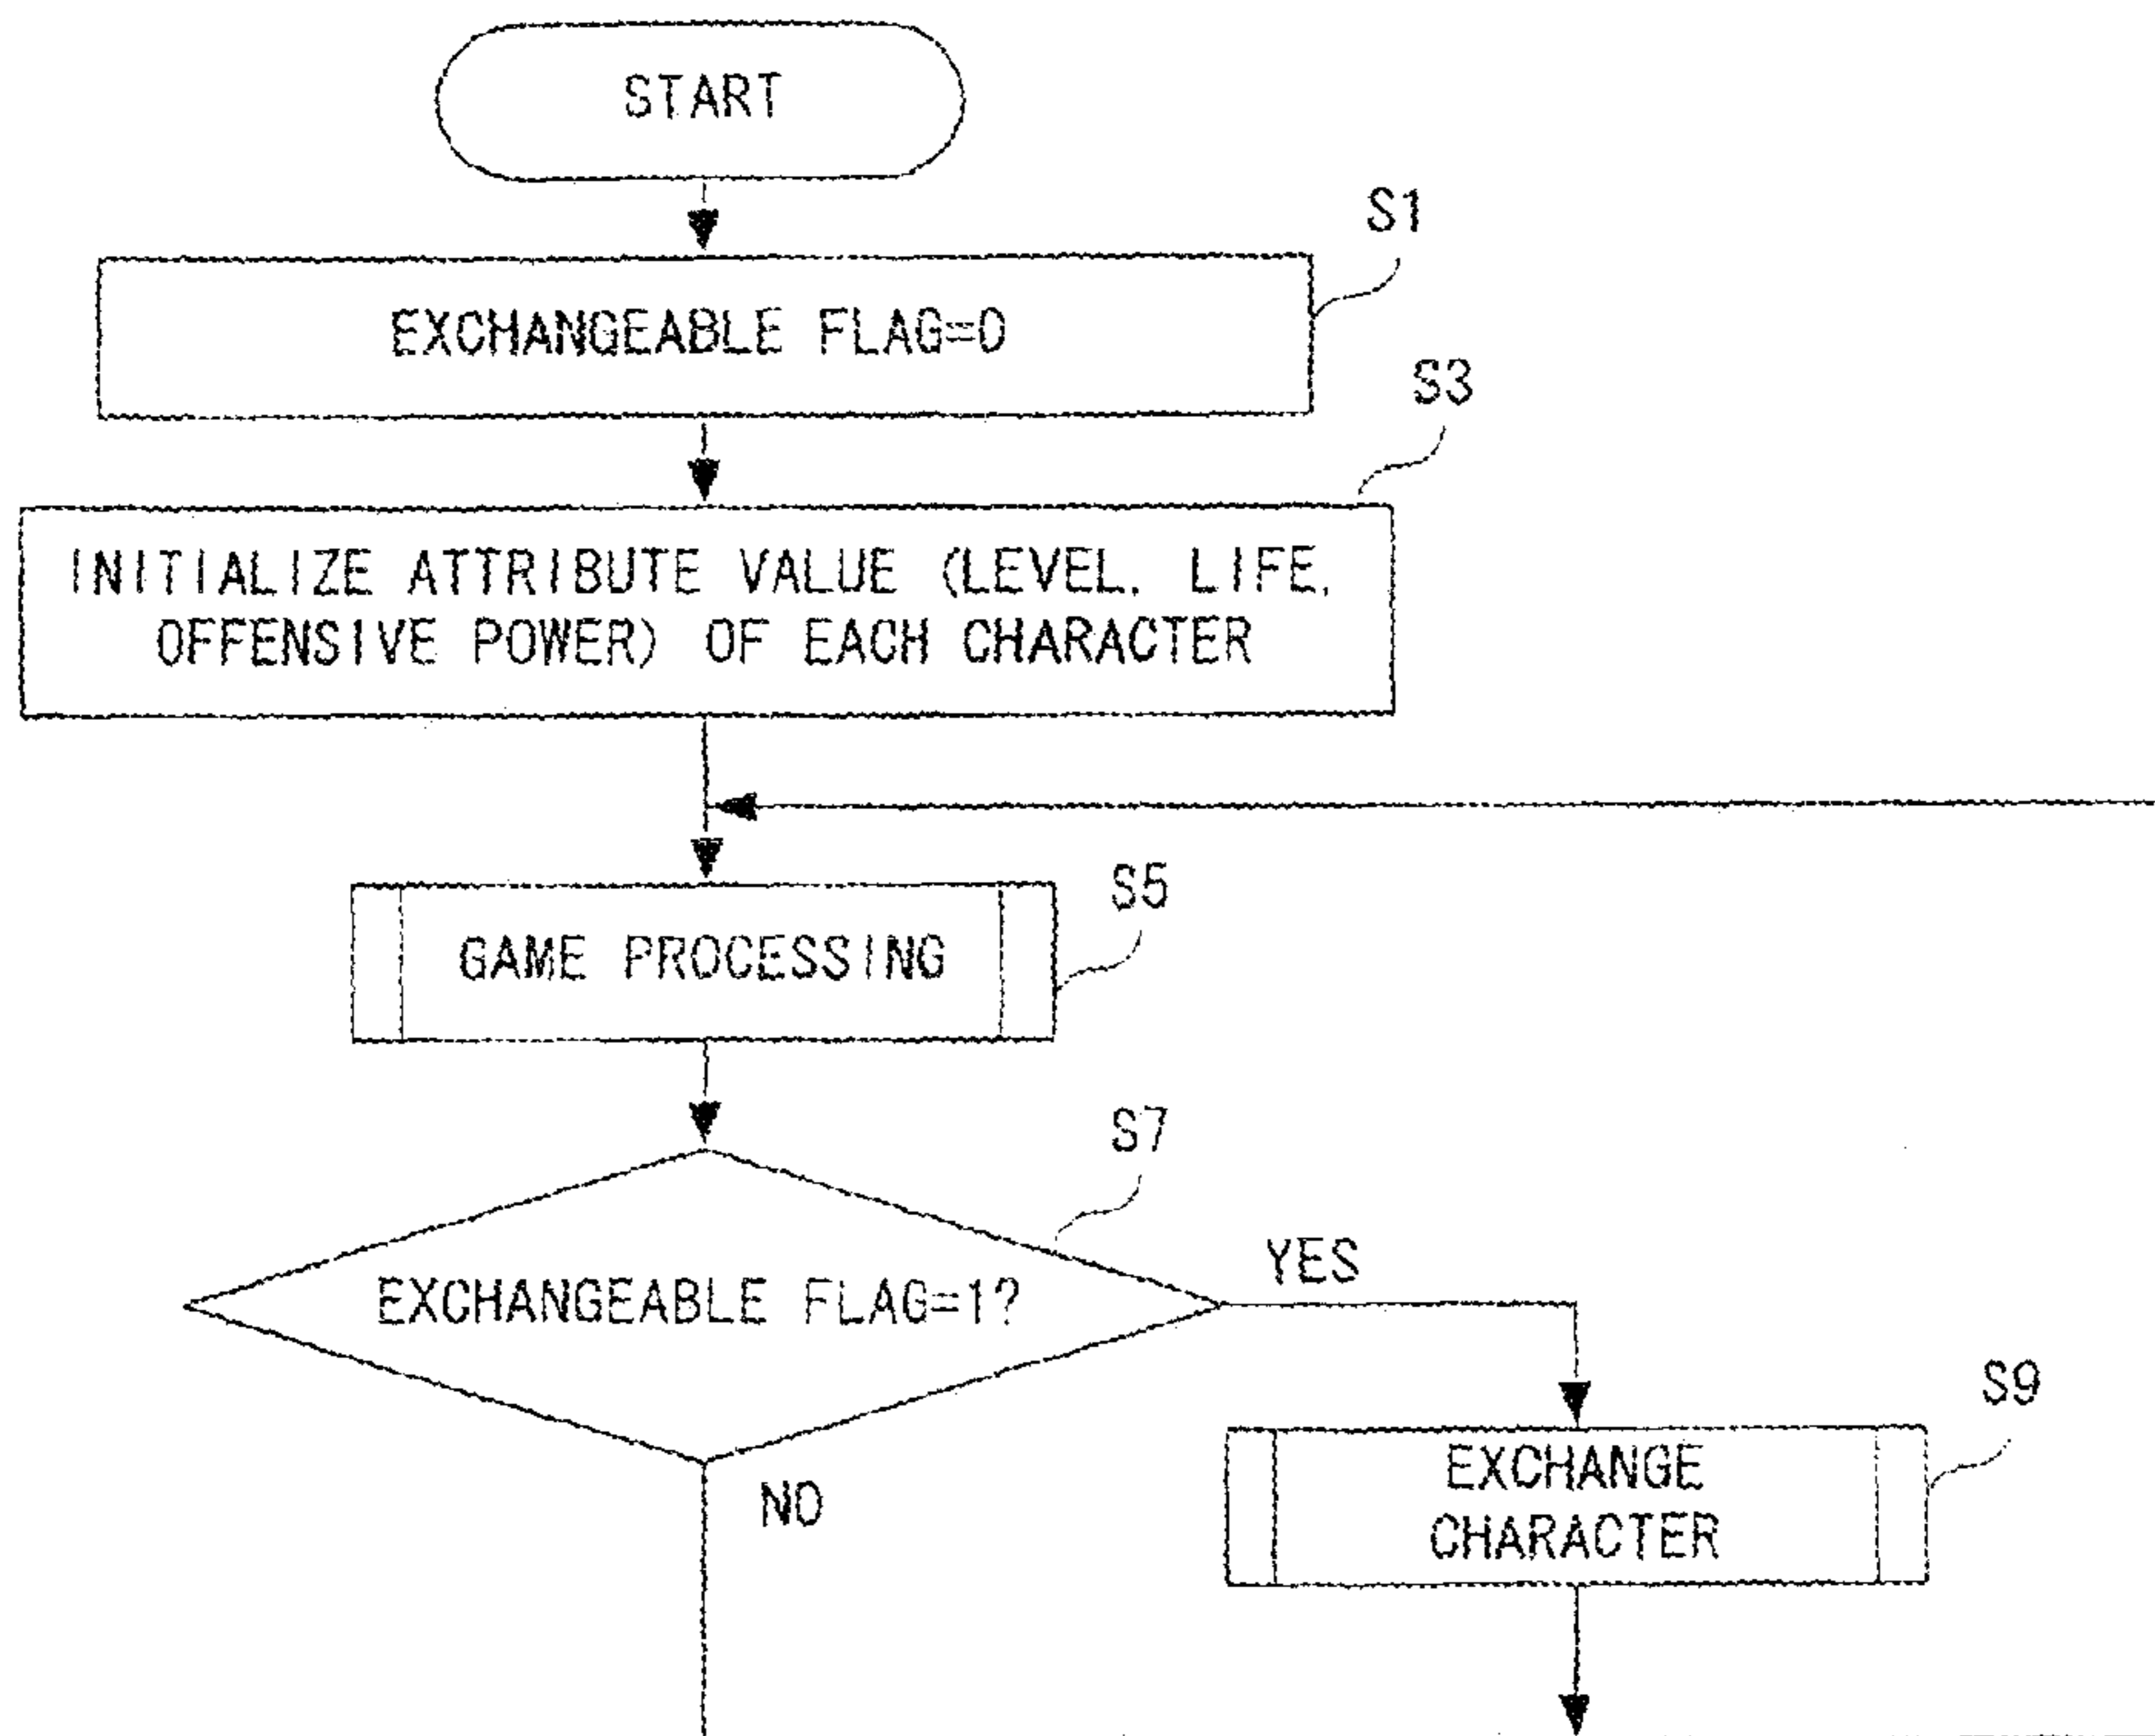 START
S1
EXCHANGEABLE FLAG=0
S3
INITIALIZE ATTRIBUTE VALUE (LEVEL, LIFE,
OFFENSIVE POWER) OF EACH CHARACTER
S5
GAME PROCESSING
S7
EXCHANGEABLE FLAG=1?
YES
S9
EXCHANGE
CHARACTER
NO